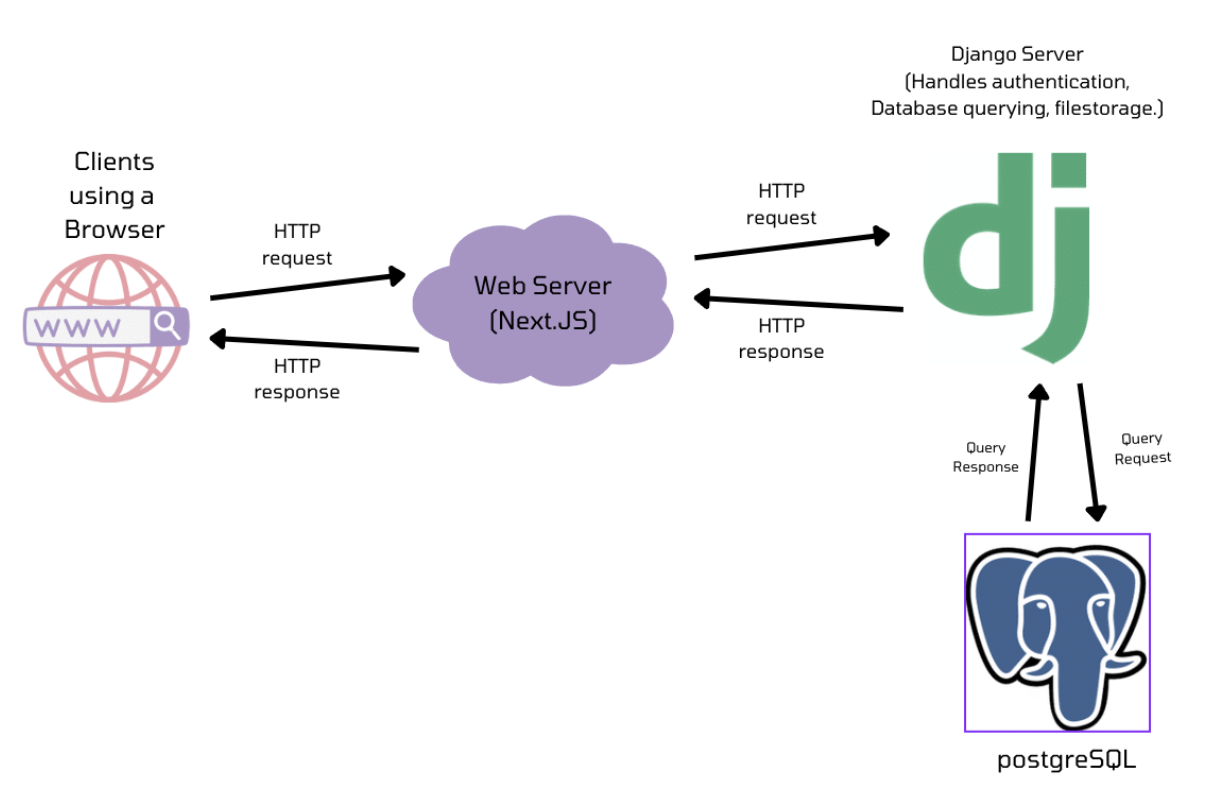 Django Server
(Handles authentication,
Database querying, filestorage.)
Clients
using a
Browser
HTTP
request
HTTP
request
Web Server
(Next.JS)
www
HTTP
response
HTTP
response
dj
Query
Response
Query
Request
postgreSQL